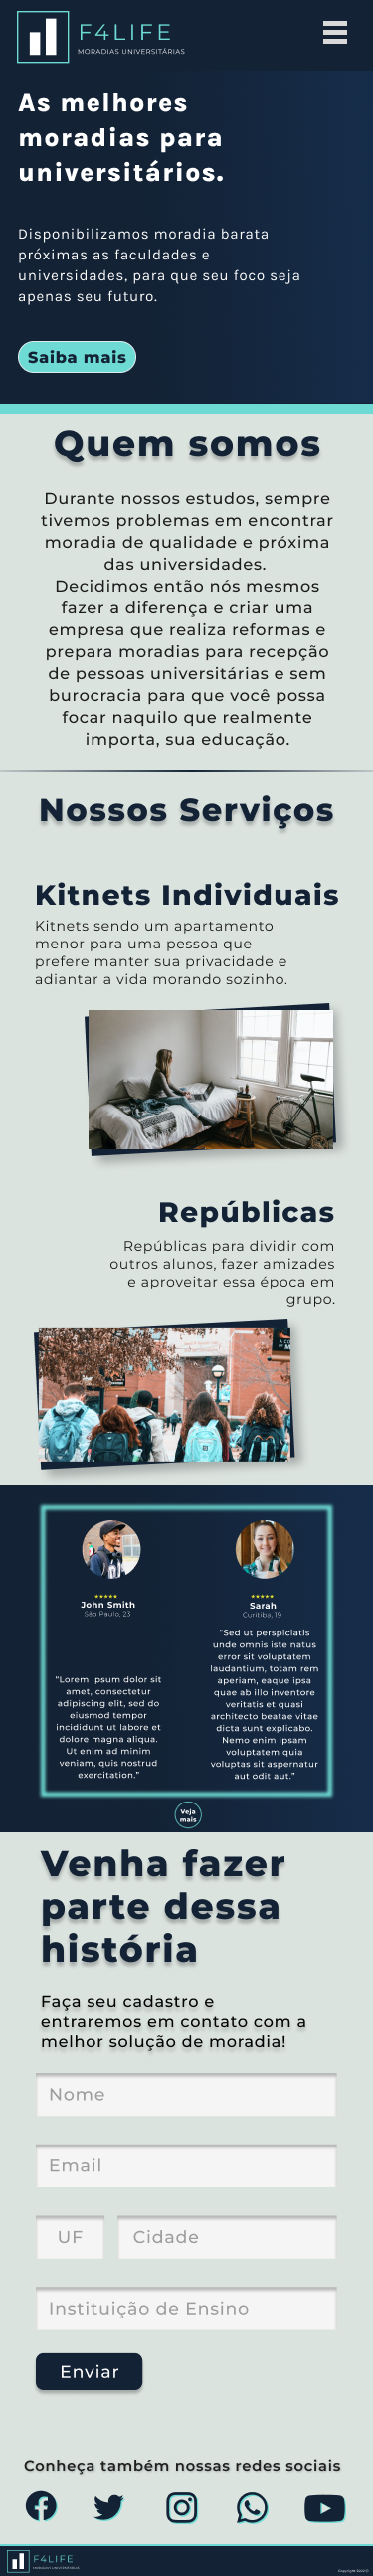 F4LIFE
MORADIAS UNIVERSITÁRIAS
As melhores
moradias para
universitários.
Disponibilizamos moradia barata
próximas as faculdades e
universidades, para que seu foco seja
apenas seu futuro.
Saiba mais
Quem somos
Durante nossos estudos, sempre
tivemos problemas em encontrar
moradia de qualidade e próxima
das universidades.
Decidimos então nós mesmos
fazer a diferença e criar uma
empresa que realiza reformas e
prepara moradias para recepção
de pessoas universitárias e sem
burocracia para que você possa
focar naquilo que realmente
importa, sua educação.
Nossos Serviços
Kitnets Individuais
Kitnets sendo um apartamento
menor para uma pessoa que
prefere manter sua privacidade e
adiantar a vida morando sozinho.
Repúblicas
Repúblicas para dividir com
outros alunos, fazer amizades
e aproveitar essa época em
grupo.
John Smith
São Paulo, 23
"Lorem ipsum dolor sit
amet, consectetur
adipiscing elit, sed do
eiusmod tempor
incididunt ut labore et
dolore magna aliqua.
Ut enim ad minim
veniam, quis nostrud
exercitation."
Sarah
Curitiba, 19
"Sed ut perspiciatis
unde omnis iste natus
error sit voluptatem
laudantium, totam rem
aperiam, eaque ipsa
quae ab illo inventore
veritatis et quasi
architecto beatae vitae
dicta sunt explicabo.
Nemo enim ipsam
voluptatem quia
voluptas sit aspernatur
aut odit aut."
Veja
mais
Venha fazer
parte dessa
história
Faça seu cadastro e
entraremos em contato com a
melhor solução de moradia!
Nome
Email
UF Cidade
Instituição de Ensino
Enviar
Conheça também nossas redes sociais
F4LIFE
MORADIAS UNIVERSITÁRIAS
Copyright 2022 ©